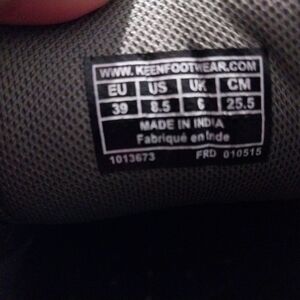 WWW.KEENFOOTWEAR.COM
EU US UK CM
39 8.5 6 25.5
MADE IN INDIA
Fabriqué en Inde
1013673 FRD 010515